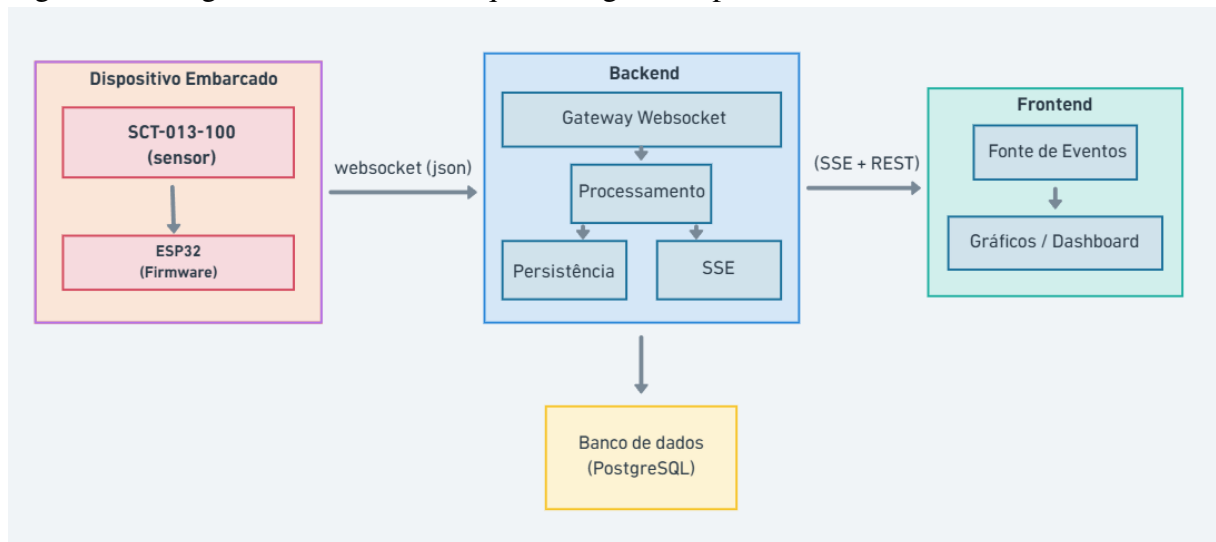 Dispositivo Embarcado
SCT-013-100
(sensor)
ESP32
(Firmware)
websocket (json)
Backend
Gateway Websocket
Processamento
Persistência
SSE
(SSE + REST)
Frontend
Fonte de Eventos
Gráficos / Dashboard
Banco de dados
(PostgreSQL)